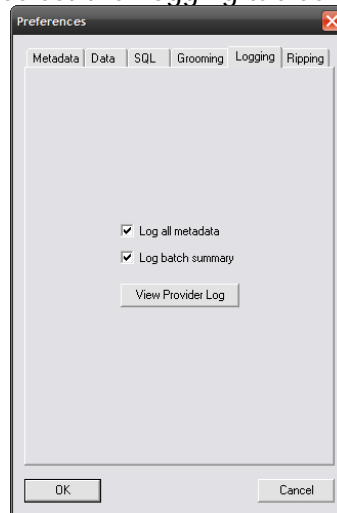 Preferences
Metadata Data SQL Grooming Logging Ripping
Log all metadata
Log batch summary
View Provider Log
OK Cancel